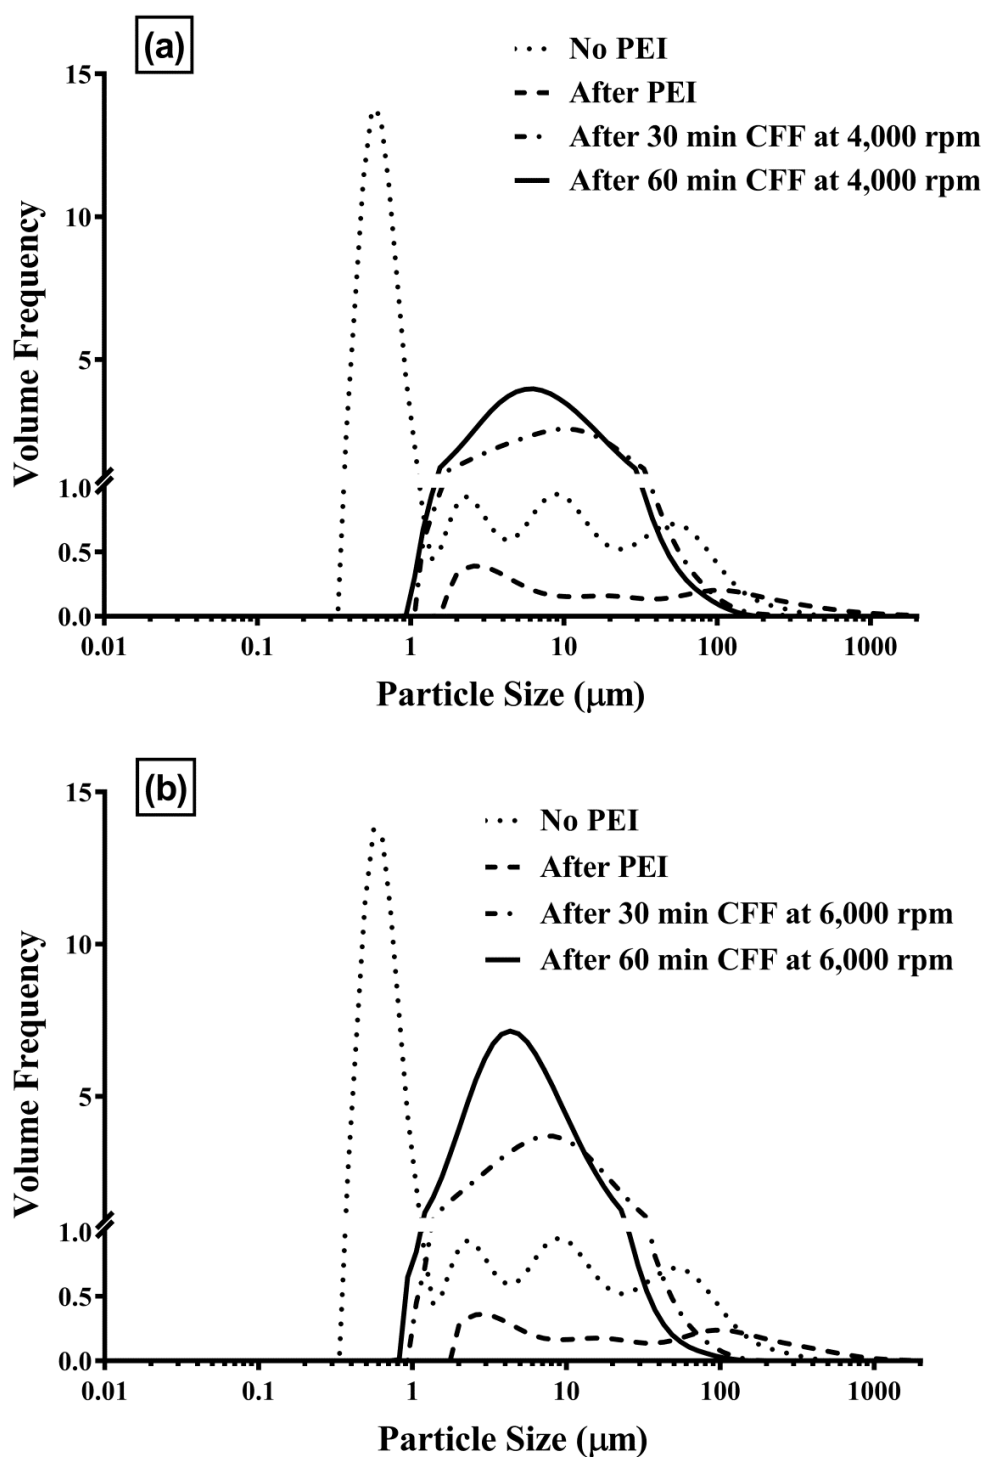 (a)
No PEI
After PEI
After 30 min CFF at 4,000 rpm
After 60 min CFF at 4,000 rpm
Volume Frequency
15
10
5
1.0
0.5
0.0
0.01 0.1 1 10 100 1000
Particle Size (μm)
(b)
No PEI
After PEI
After 30 min CFF at 6,000 rpm
After 60 min CFF at 6,000 rpm
Volume Frequency
15
10
5
1.0
0.5
0.0
0.01 0.1 1 10 100 1000
Particle Size (μm)